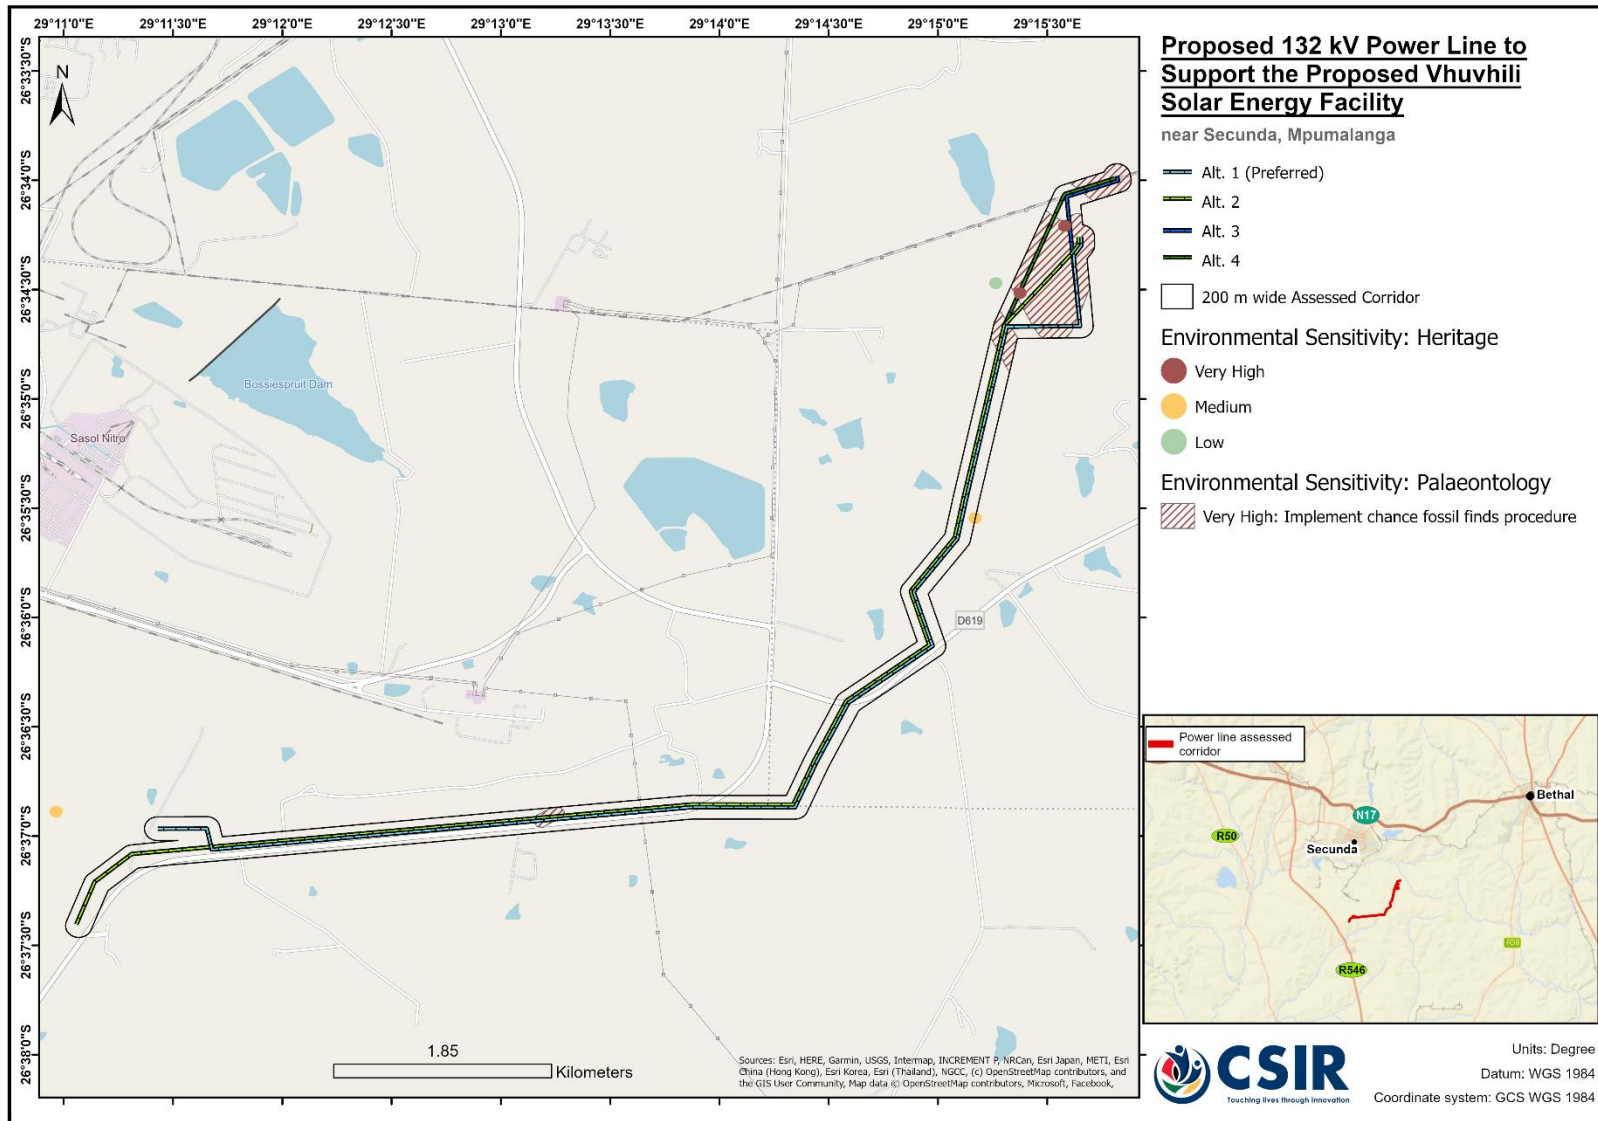 29°11'0"E 29°11'30"E 29°12'0"E 29°12'30"E 29°13'0"E 29°13'30"E 29°14'0"E 29°14'30"E 29°15'0"E 29°15'30"E
26°33'30"S
26°34'0"S
26°34'30"S
26°35'0"S
26°35'30"S
26°36'0"S
26°36'30"S
26°37'0"S
26°37'30"S
26°38'0"S
N
Bossiespruit Dam
Sasol Nitro
D619
1.85
Kilometers
Sources: Esri, HERE, Garmin, USGS, Intermap, INCREMENT P, NRCan, Esri Japan, METI, Esri
China (Hong Kong), Esri Korea, Esri (Thailand), NGCC, (c) OpenStreetMap contributors, and
the GIS User Community, Map data © OpenStreetMap contributors, Microsoft, Facebook,
Proposed 132 kV Power Line to
Support the Proposed Vhuvhili
Solar Energy Facility
near Secunda, Mpumalanga
Alt. 1 (Preferred)
Alt. 2
Alt. 3
Alt. 4
200 m wide Assessed Corridor
Environmental Sensitivity: Heritage
Very High
Medium
Low
Environmental Sensitivity: Palaeontology
Very High: Implement chance fossil finds procedure
Power line assessed
corridor
Bethal
N17
R50
Secunda
R38
R546
CSIR
Touching lives through innovation
Units: Degree
Datum: WGS 1984
Coordinate system: GCS WGS 1984